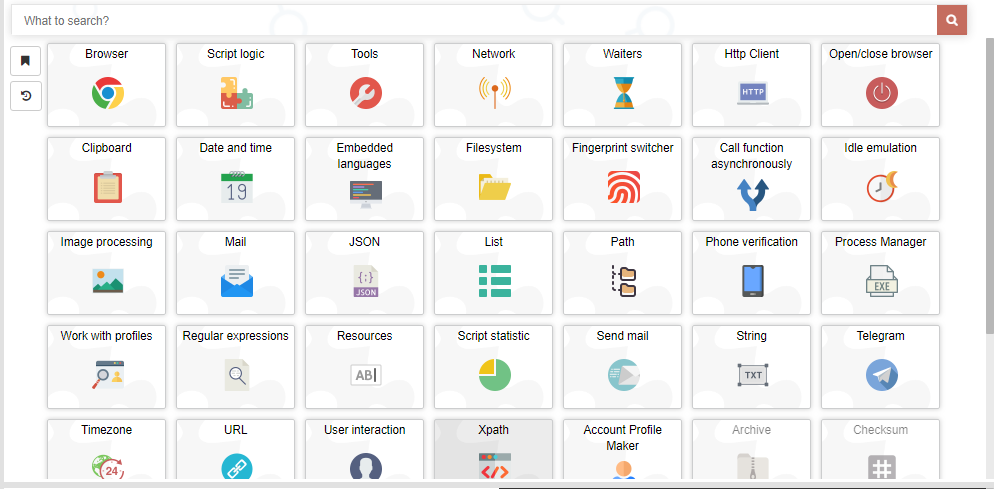 What to search?
Browser
Script logic
Tools
Network
Waiters
Http Client
Open/close browser
HTTP
Clipboard
Date and time
Embedded
languages
Filesystem
Fingerprint switcher
Call function
asynchronously
Idle emulation
19
Image processing
Mail
JSON
List
Path
Phone verification
Process Manager
{;}
JSON
EXE
Work with profiles
Regular expressions
Resources
Script statistic
Send mail
String
Telegram
AB
TXT
Timezone
URL
User interaction
Xpath
Account Profile
Maker
Archive
Checksum
24